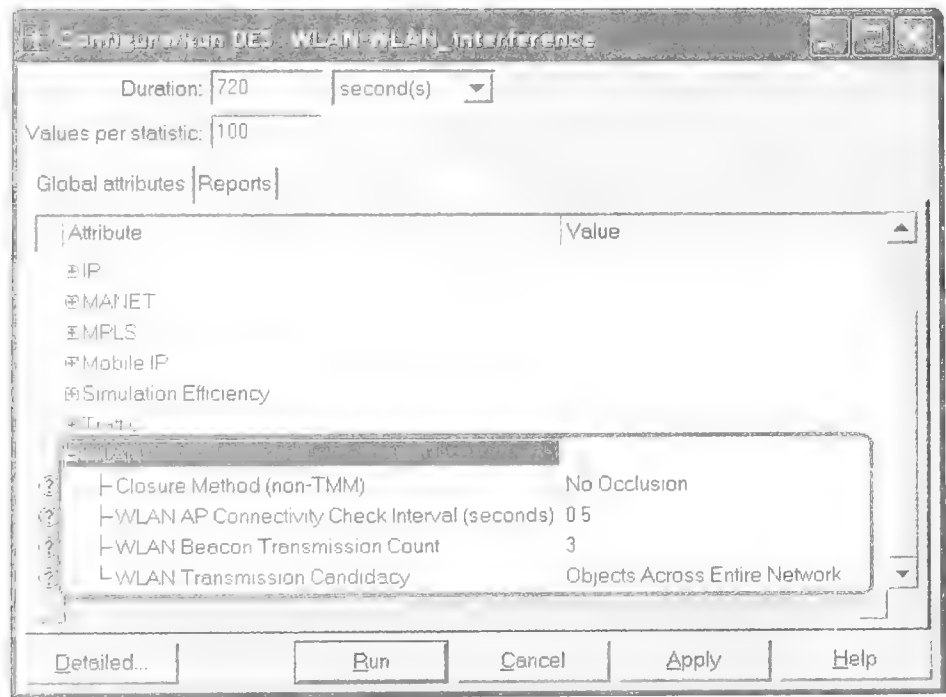 Configure/Run DES: WLAN-WLAN_Interference
Duration: 720 second(s)
Values per statistic: 100
Global attributes Reports
Attribute Value
IP
MANET
MPLS
Mobile IP
Simulation Efficiency
Traffic
WLAN
Closure Method (non-TMM) No Occlusion
WLAN AP Connectivity Check Interval (seconds) 0.5
WLAN Beacon Transmission Count 3
WLAN Transmission Candidacy Objects Across Entire Network
Detailed... Run Cancel Apply Help